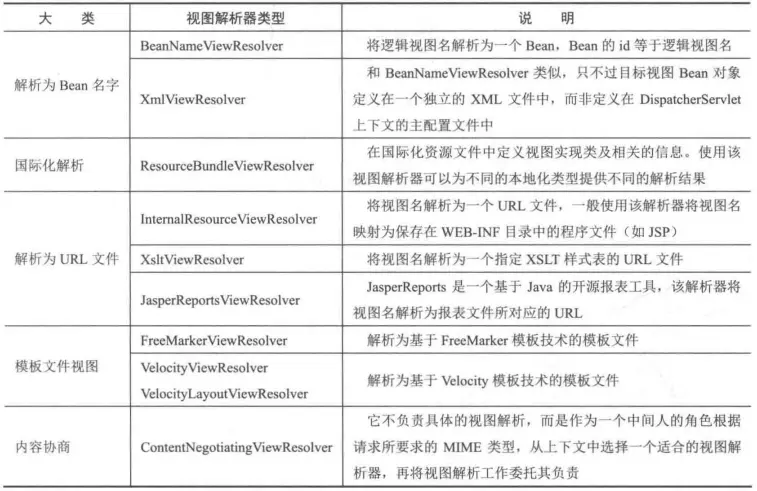 大 类 视图解析器类型 说 明
解析为 Bean 名字
BeanNameViewResolver
将逻辑视图名解析为一个 Bean，Bean 的 id 等于逻辑视图名
XmlViewResolver
和 BeanNameViewResolver 类似，只不过目标视图 Bean 对象
定义在一个独立的 XML 文件中，而非定义在 DispatcherServlet
上下文的主配置文件中
国际化解析
ResourceBundleViewResolver
在国际化资源文件中定义视图实现类及相关的信息。使用该
视图解析器可以为不同的本地化类型提供不同的解析结果
解析为 URL 文件
InternalResourceViewResolver
将视图名解析为一个 URL 文件，一般使用该解析器将视图名
映射为保存在 WEB-INF 目录中的程序文件（如 JSP）
XsltViewResolver
将视图名解析为一个指定 XSLT 样式表的 URL 文件
JasperReportsViewResolver
JasperReports 是一个基于 Java 的开源报表工具，该解析器将
视图名解析为报表文件所对应的 URL
模板文件视图
FreeMarkerViewResolver
解析为基于 FreeMarker 模板技术的模板文件
VelocityViewResolver
VelocityLayoutViewResolver
解析为基于 Velocity 模板技术的模板文件
内容协商
ContentNegotiatingViewResolver
它不负责具体的视图解析，而是作为一个中间人的角色根据
请求所要求的 MIME 类型，从上下文中选择一个适合的视图解
析器，再将视图解析工作委托其负责